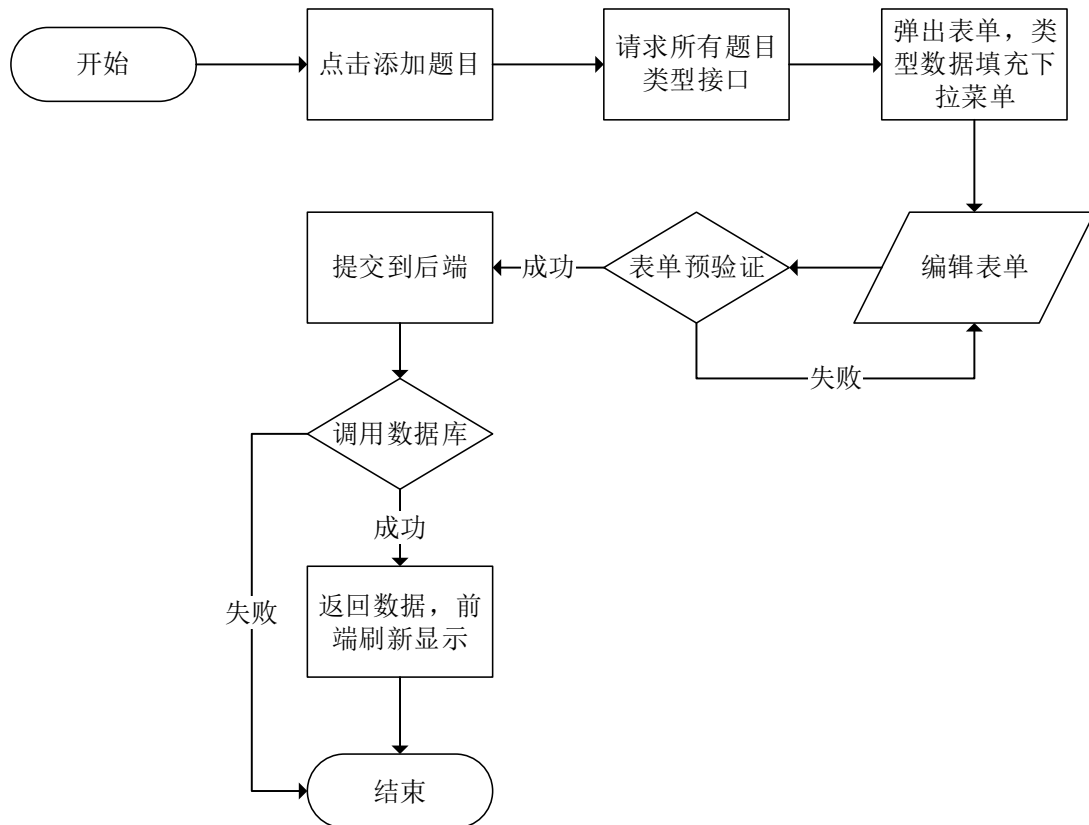 开始
点击添加题目
请求所有题目
类型接口
弹出表单，类
型数据填充下
拉菜单
提交到后端
成功
表单预验证
编辑表单
失败
调用数据库
成功
失败
返回数据，前
端刷新显示
结束